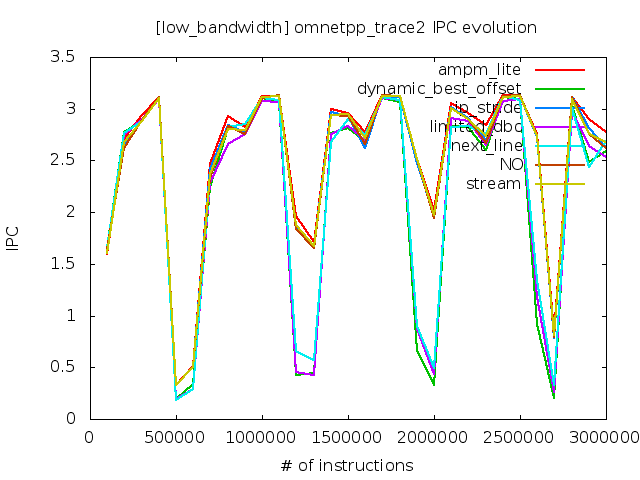 [low_bandwidth] omnetpp_trace2 IPC evolution
3.5
3
2.5
2
1.5
1
0.5
0
IPC
0
500000
1000000
1500000
2000000
2500000
3000000
# of instructions
ampm_lite
dynamic_best_offset
ip_stride
next_line
NO
stream